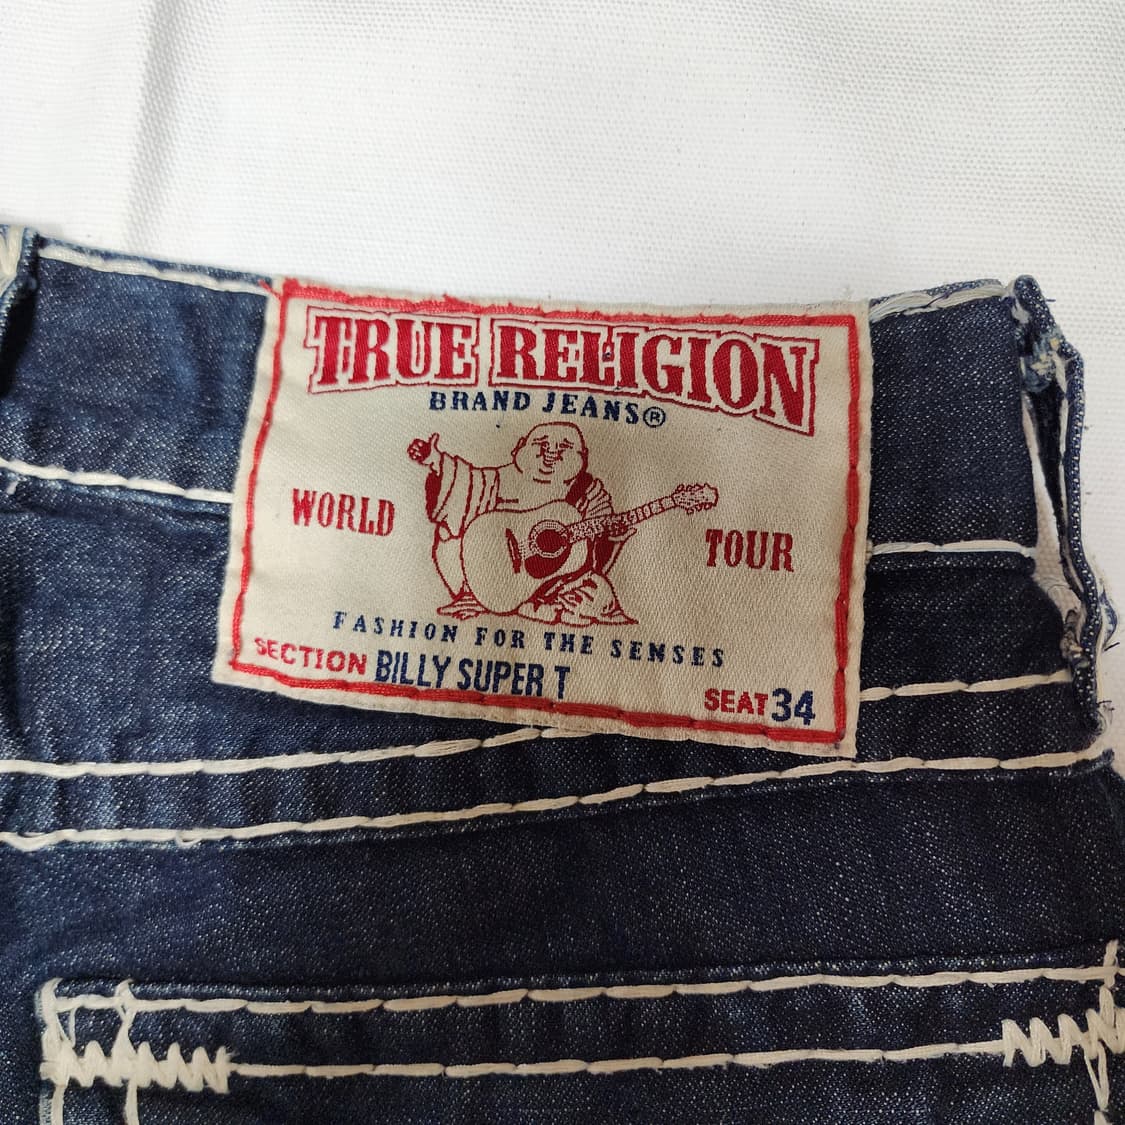 TRUE RELIGION
BRAND JEANS®
WORLD TOUR
FASHION FOR THE SENSES
SECTION BILLY SUPER T SEAT 34